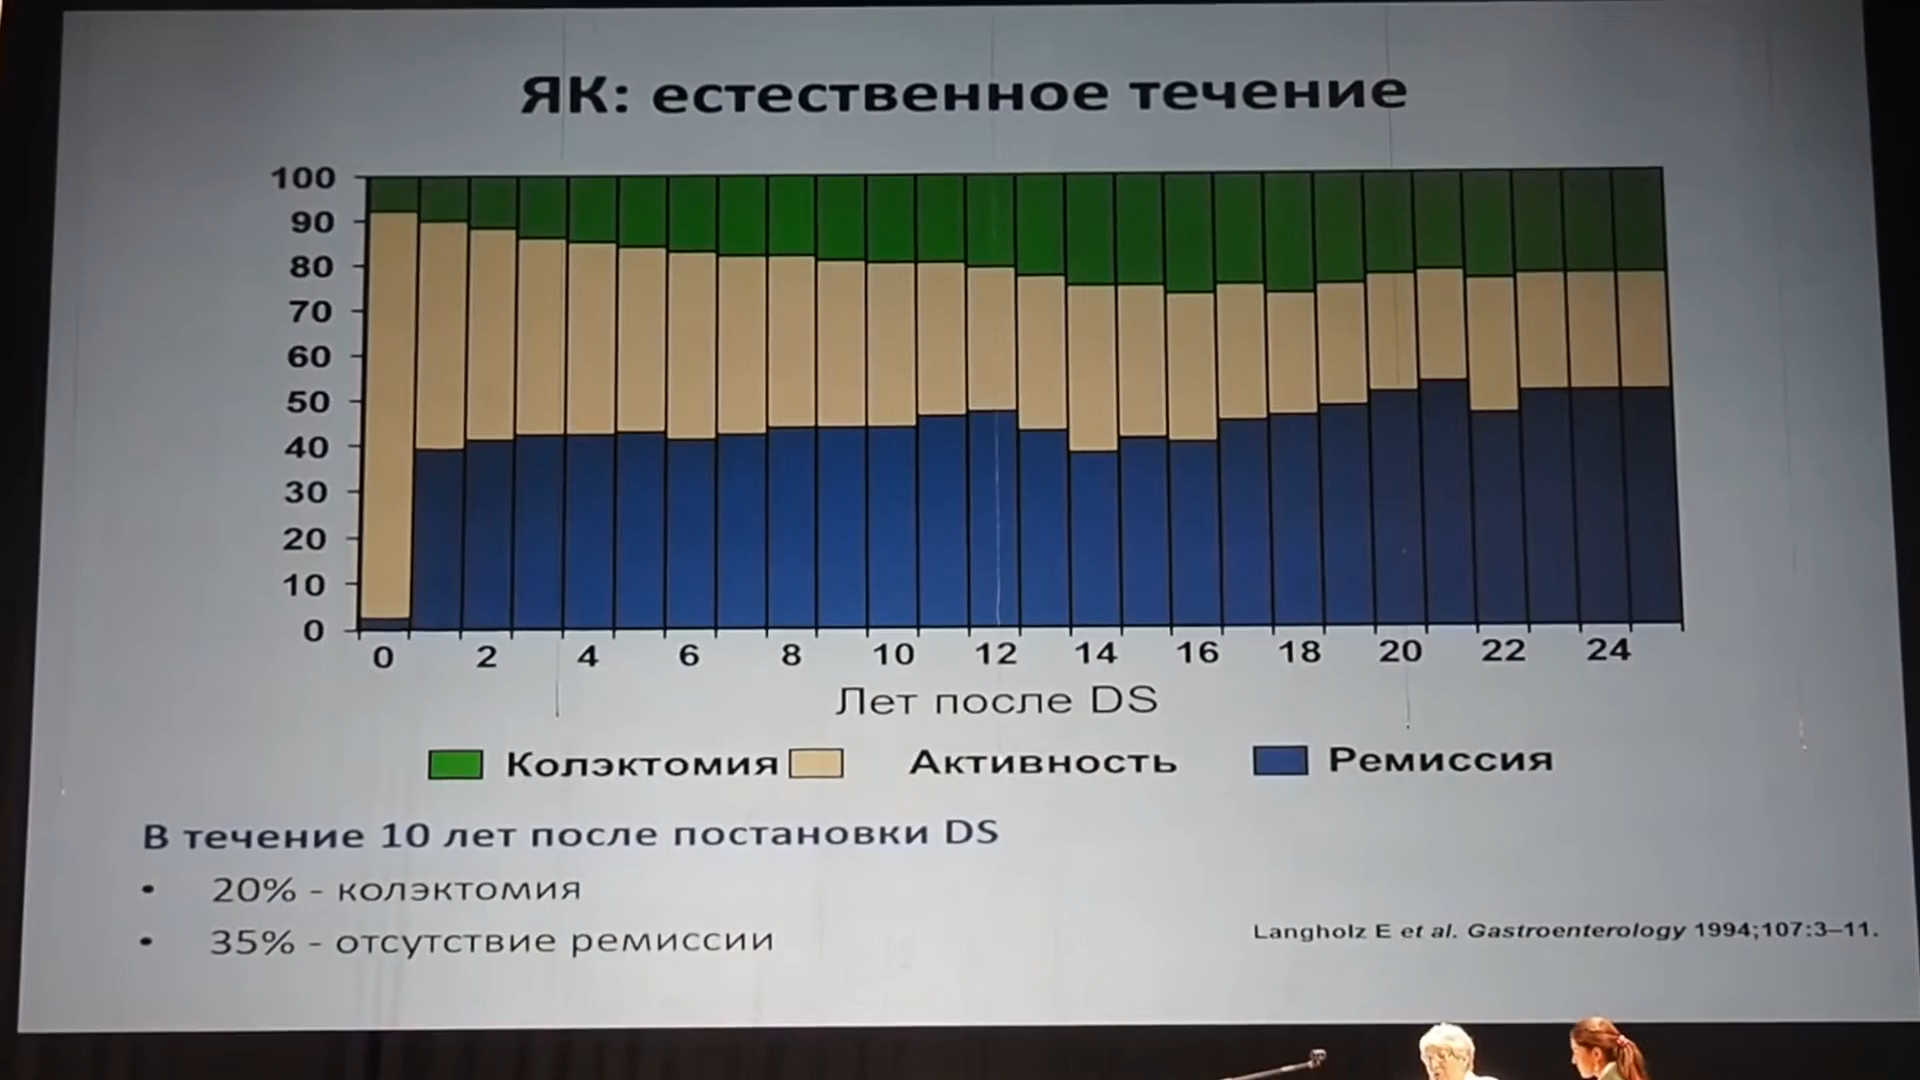 ЯК: естественное течение
100
90
80
70
60
50
40
30
20
10
0
0 2 4 6 8 10 12 14 16 18 20 22 24
Лет после DS
Колэктомия Активность Ремиссия
В течение 10 лет после постановки DS
• 20% - колэктомия
• 35% - отсутствие ремиссии
Langholz E et al. Gastroenterology 1994;107:3–11.